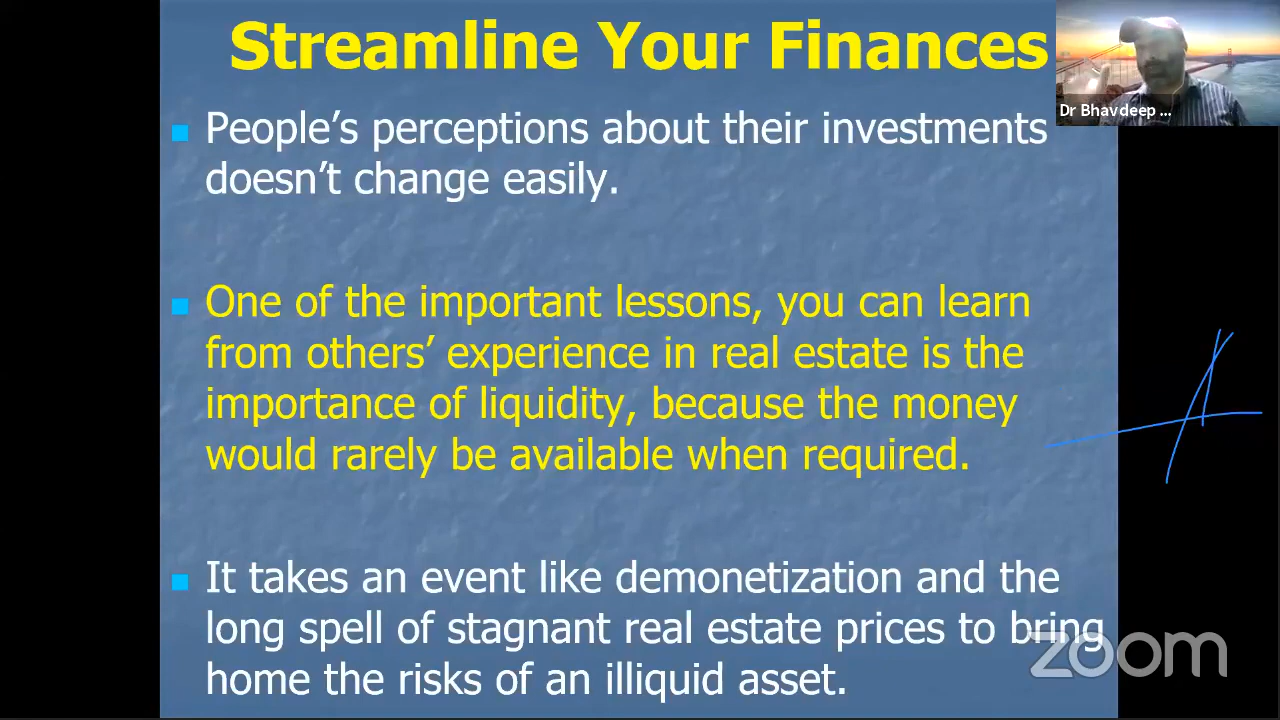 Streamline Your Finances
Dr Bhavdeep ...
People's perceptions about their investments
doesn't change easily.
One of the important lessons, you can learn
from others' experience in real estate is the
importance of liquidity, because the money
would rarely be available when required.
It takes an event like demonetization and the
long spell of stagnant real estate prices to bring
home the risks of an illiquid asset.
zoom